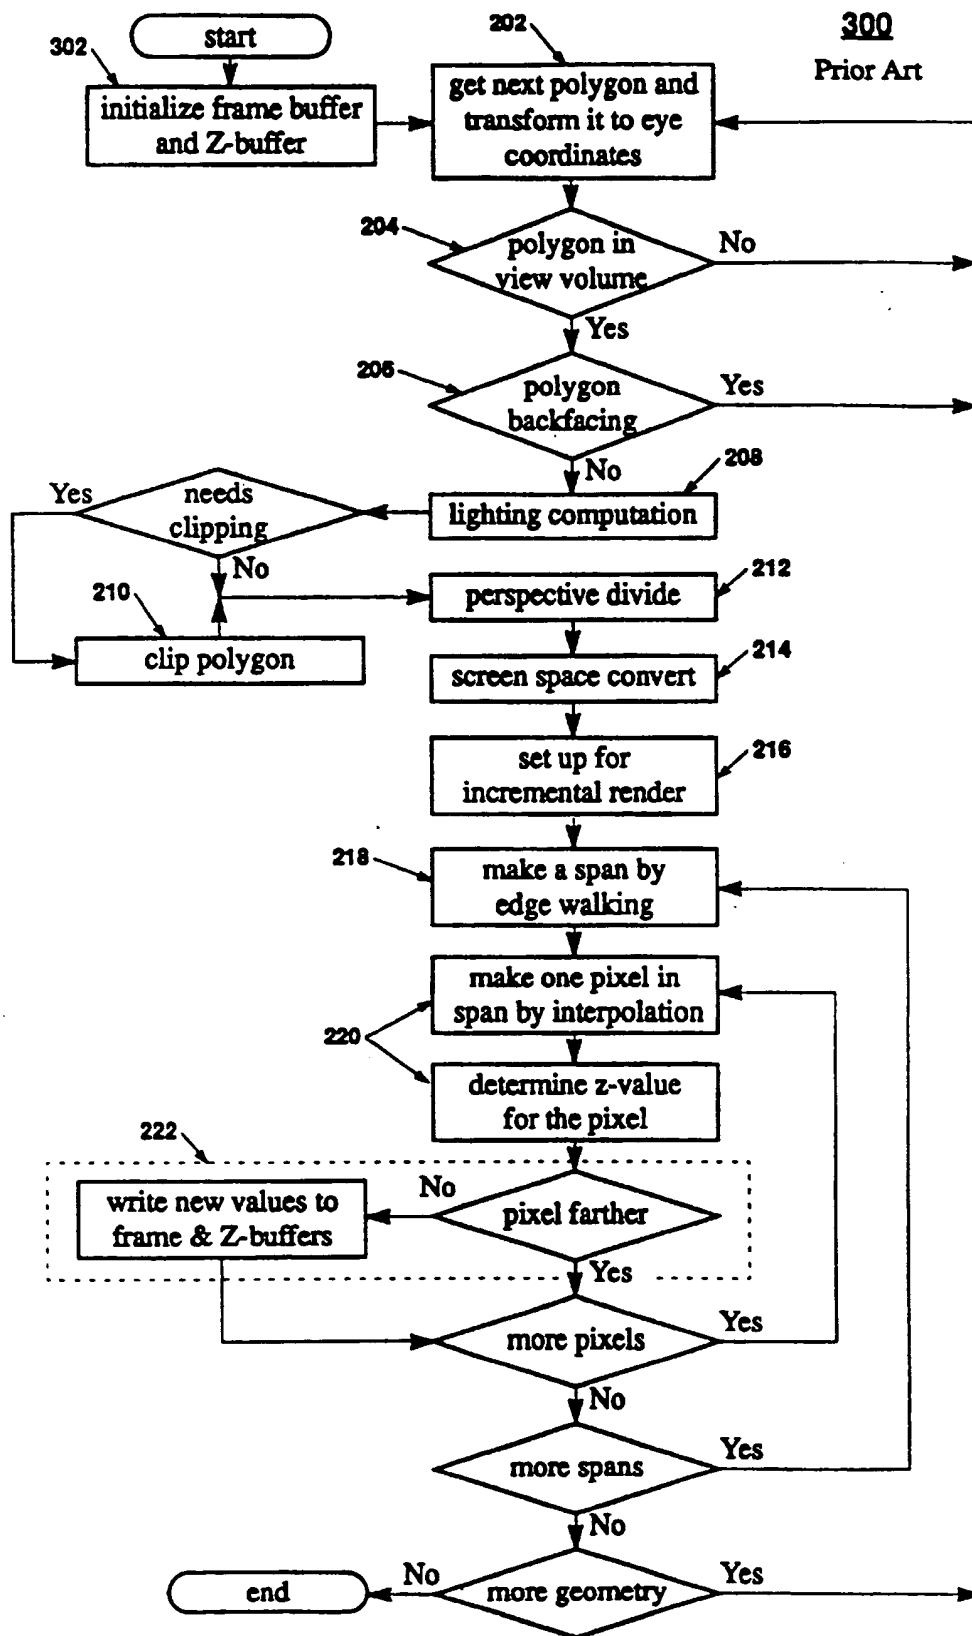 300
Prior Art
start
302
initialize frame buffer
and Z-buffer
202
get next polygon and
transform it to eye
coordinates
204
polygon in
view volume
No
Yes
206
polygon
backfacing
Yes
No
208
lighting computation
needs
clipping
Yes
No
210
clip polygon
212
perspective divide
214
screen space convert
216
set up for
incremental render
218
make a span by
edge walking
make one pixel in
span by interpolation
220
determine z-value
for the pixel
222
write new values to
frame & Z-buffers
No
pixel farther
Yes
more pixels
Yes
No
more spans
Yes
No
more geometry
Yes
No
end